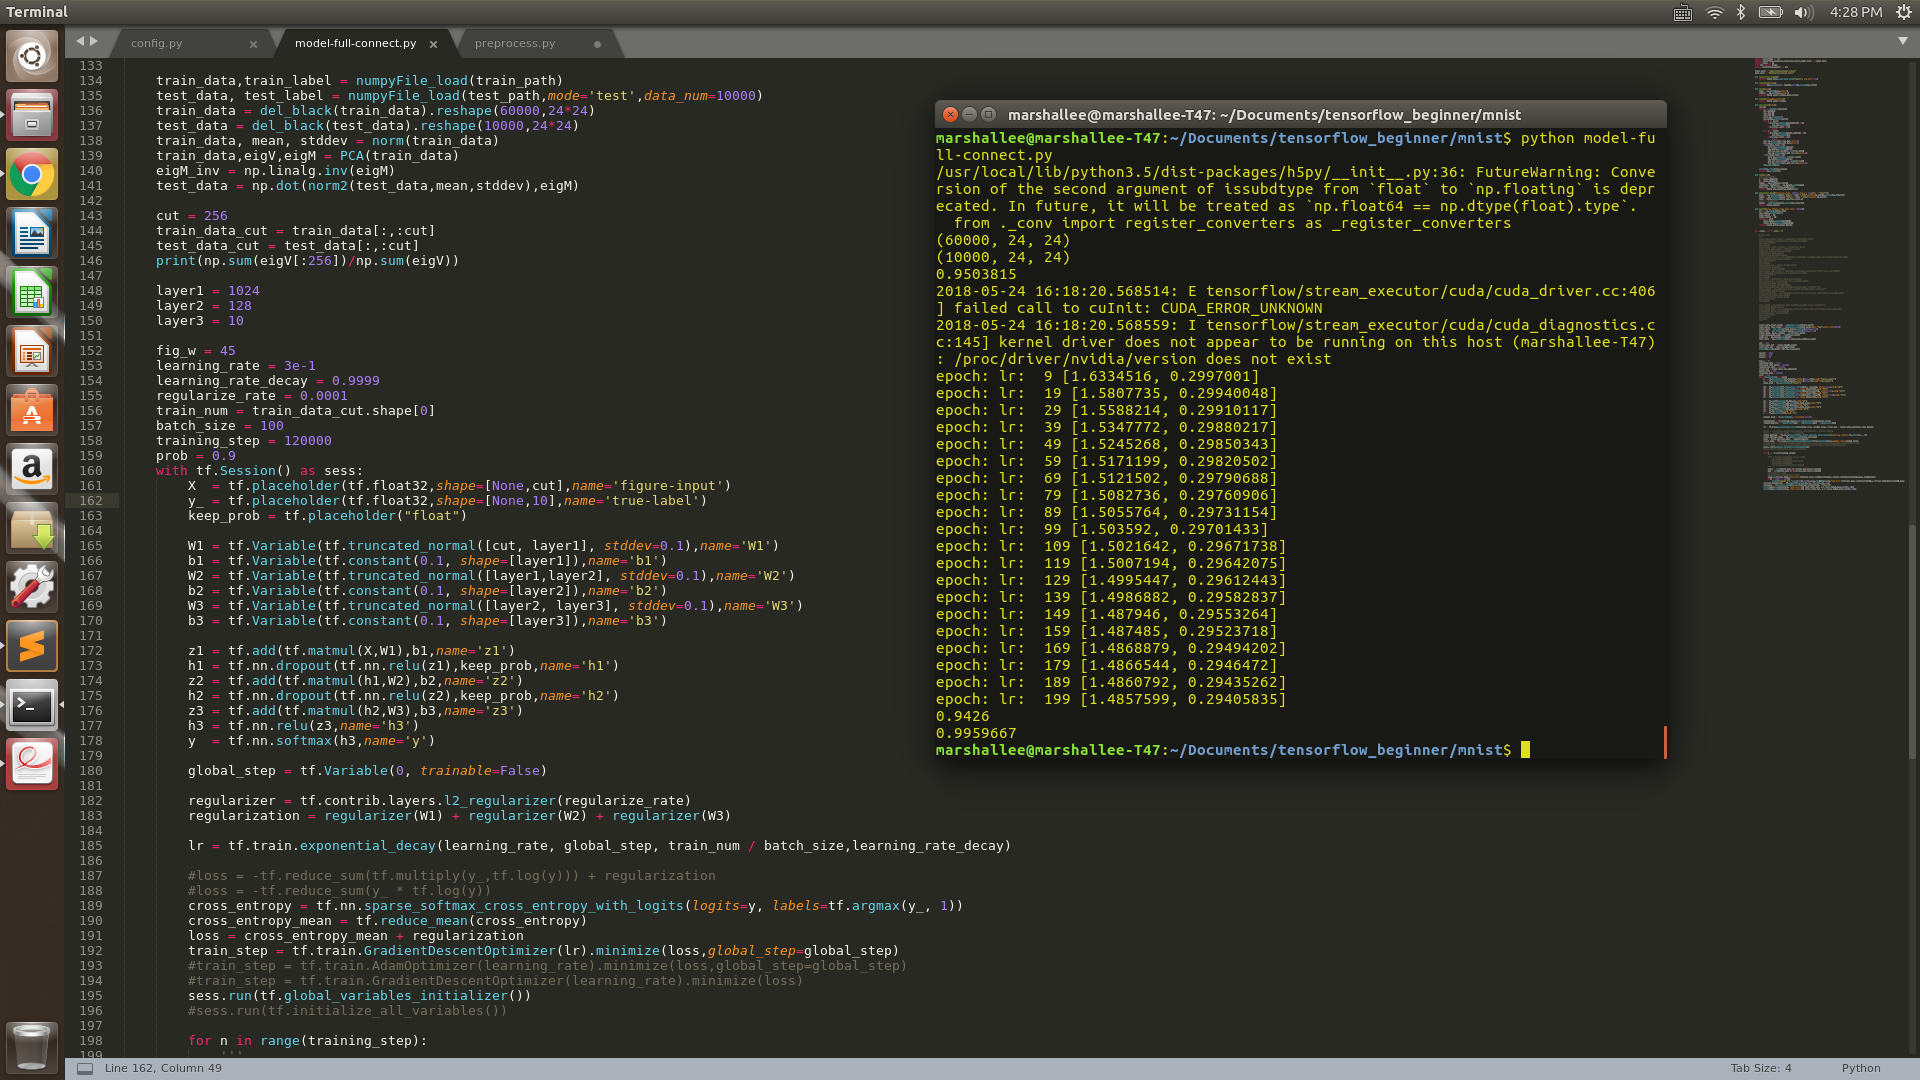 Terminal
4:28 PM
config.py
model-full-connect.py
preprocess.py
133
134 train_data,train_label = numpyFile_load(train_path)
135 test_data, test_label = numpyFile_load(test_path,mode='test',data_num=10000)
136 train_data = del_black(train_data).reshape(60000,24*24)
137 test_data = del_black(test_data).reshape(10000,24*24)
138 train_data, mean, stddev = norm(train_data)
139 train_data,eigV,eigM = PCA(train_data)
140 eigM_inv = np.linalg.inv(eigM)
141 test_data = np.dot(norm2(test_data,mean,stddev),eigM)
142
143 cut = 256
144 train_data_cut = train_data[:,:cut]
145 test_data_cut = test_data[:,:cut]
146 print(np.sum(eigV[:256])/np.sum(eigV))
147
148 layer1 = 1024
149 layer2 = 128
150 layer3 = 10
151
152 fig_w = 45
153 learning_rate = 3e-1
154 learning_rate_decay = 0.9999
155 regularize_rate = 0.0001
156 train_num = train_data_cut.shape[0]
157 batch_size = 100
158 training_step = 120000
159 prob = 0.9
160 with tf.Session() as sess:
161 X = tf.placeholder(tf.float32,shape=[None,cut],name='figure-input')
162 y_ = tf.placeholder(tf.float32,shape=[None,10],name='true-label')
163 keep_prob = tf.placeholder("float")
164
165 W1 = tf.Variable(tf.truncated_normal([cut, layer1], stddev=0.1),name='W1')
166 b1 = tf.Variable(tf.constant(0.1, shape=[layer1]),name='b1')
167 W2 = tf.Variable(tf.truncated_normal([layer1,layer2], stddev=0.1),name='W2')
168 b2 = tf.Variable(tf.constant(0.1, shape=[layer2]),name='b2')
169 W3 = tf.Variable(tf.truncated_normal([layer2, layer3], stddev=0.1),name='W3')
170 b3 = tf.Variable(tf.constant(0.1, shape=[layer3]),name='b3')
171
172 z1 = tf.add(tf.matmul(X,W1),b1,name='z1')
173 h1 = tf.nn.dropout(tf.nn.relu(z1),keep_prob,name='h1')
174 z2 = tf.add(tf.matmul(h1,W2),b2,name='z2')
175 h2 = tf.nn.dropout(tf.nn.relu(z2),keep_prob,name='h2')
176 z3 = tf.add(tf.matmul(h2,W3),b3,name='z3')
177 h3 = tf.nn.relu(z3,name='h3')
178 y = tf.nn.softmax(h3,name='y')
179
180 global_step = tf.Variable(0, trainable=False)
181
182 regularizer = tf.contrib.layers.l2_regularizer(regularize_rate)
183 regularization = regularizer(W1) + regularizer(W2) + regularizer(W3)
184
185 lr = tf.train.exponential_decay(learning_rate, global_step, train_num / batch_size,learning_rate_decay)
186
187 #loss = -tf.reduce_sum(tf.multiply(y_,tf.log(y))) + regularization
188 #loss = -tf.reduce_sum(y_ * tf.log(y))
189 cross_entropy = tf.nn.sparse_softmax_cross_entropy_with_logits(logits=y, labels=tf.argmax(y_, 1))
190 cross_entropy_mean = tf.reduce_mean(cross_entropy)
191 loss = cross_entropy_mean + regularization
192 train_step = tf.train.GradientDescentOptimizer(lr).minimize(loss,global_step=global_step)
193 #train_step = tf.train.AdamOptimizer(learning_rate).minimize(loss,global_step=global_step)
194 #train_step = tf.train.GradientDescentOptimizer(learning_rate).minimize(loss)
195 sess.run(tf.global_variables_initializer())
196 #sess.run(tf.initialize_all_variables())
197
198 for n in range(training_step):
199 '''
marshallee@marshallee-T47: ~/Documents/tensorflow_beginner/mnist
marshallee@marshallee-T47:~/Documents/tensorflow_beginner/mnist$ python model-fu
ll-connect.py
/usr/local/lib/python3.5/dist-packages/h5py/__init__.py:36: FutureWarning: Conve
rsion of the second argument of issubdtype from `float` to `np.floating` is depr
ecated. In future, it will be treated as `np.float64 == np.dtype(float).type`.
from ._conv import register_converters as _register_converters
(60000, 24, 24)
(10000, 24, 24)
0.9503815
2018-05-24 16:18:20.568514: E tensorflow/stream_executor/cuda/cuda_driver.cc:406
] failed call to cuInit: CUDA_ERROR_UNKNOWN
2018-05-24 16:18:20.568559: I tensorflow/stream_executor/cuda/cuda_diagnostics.c
c:145] kernel driver does not appear to be running on this host (marshallee-T47)
: /proc/driver/nvidia/version does not exist
epoch: lr: 9 [1.6334516, 0.2997001]
epoch: lr: 19 [1.5807735, 0.29940048]
epoch: lr: 29 [1.5588214, 0.29910117]
epoch: lr: 39 [1.5347772, 0.29880217]
epoch: lr: 49 [1.5245268, 0.29850343]
epoch: lr: 59 [1.5171199, 0.29820502]
epoch: lr: 69 [1.5121502, 0.29790688]
epoch: lr: 79 [1.5082736, 0.29760906]
epoch: lr: 89 [1.5055764, 0.29731154]
epoch: lr: 99 [1.503592, 0.29701433]
epoch: lr: 109 [1.5021642, 0.29671738]
epoch: lr: 119 [1.5007194, 0.29642075]
epoch: lr: 129 [1.4995447, 0.29612443]
epoch: lr: 139 [1.4986882, 0.29582837]
epoch: lr: 149 [1.487946, 0.29553264]
epoch: lr: 159 [1.487485, 0.29523718]
epoch: lr: 169 [1.4868879, 0.29494202]
epoch: lr: 179 [1.4866544, 0.2946472]
epoch: lr: 189 [1.4860792, 0.29435262]
epoch: lr: 199 [1.4857599, 0.29405835]
0.9426
0.9959667
marshallee@marshallee-T47:~/Documents/tensorflow_beginner/mnist$
Line 162, Column 49
Tab Size: 4
Python